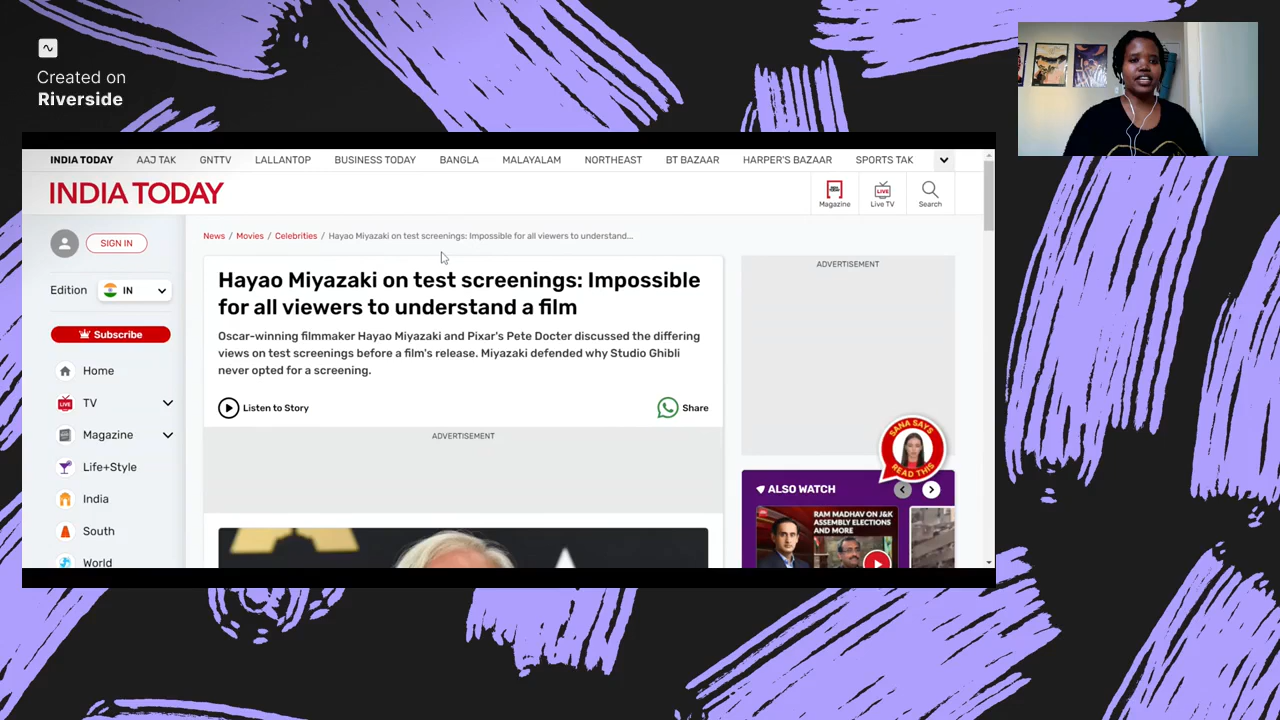 Created on
Riverside
INDIA TODAY AAJ TAK GNTTV LALLANTOP BUSINESS TODAY BANGLA MALAYALAM NORTHEAST BT BAZAAR HARPER'S BAZAAR SPORTS TAK
INDIA TODAY
Magazine
LIVE
Live TV
Search
SIGN IN
Edition IN
Subscribe
Home
LIVE TV
Magazine
Life+Style
India
South
World
News / Movies / Celebrities / Hayao Miyazaki on test screenings: Impossible for all viewers to understand...
Hayao Miyazaki on test screenings: Impossible
for all viewers to understand a film
Oscar-winning filmmaker Hayao Miyazaki and Pixar's Pete Docter discussed the differing
views on test screenings before a film's release. Miyazaki defended why Studio Ghibli
never opted for a screening.
Listen to Story
Share
ADVERTISEMENT
ADVERTISEMENT
SANA SAYS
READ THIS
ALSO WATCH
RAM MADHAV ON J&K
ASSEMBLY ELECTIONS
AND MORE